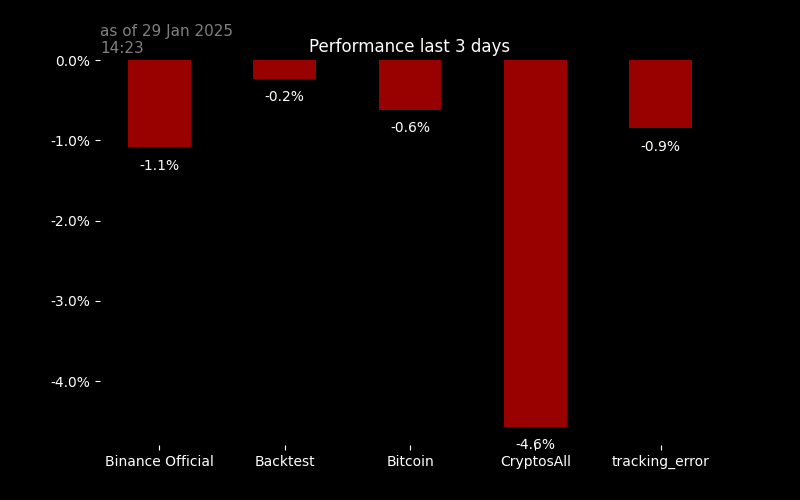 as of 29 Jan 2025
14:23
Performance last 3 days
0.0%
-1.0%
-2.0%
-3.0%
-4.0%
-1.1%
-0.2%
-0.6%
-4.6%
-0.9%
Binance Official
Backtest
Bitcoin
CryptosAll
tracking_error